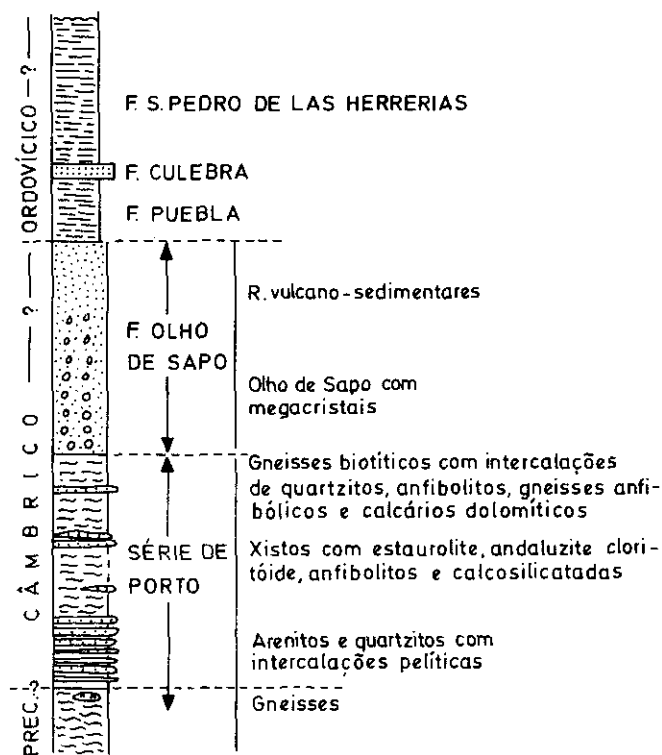 ORDOVÍCICO — ?
F. S. PEDRO DE LAS HERRERIAS
F. CULEBRA
F. PUEBLA
CÂMBRICO — ?
F. OLHO
DE SAPO
R. vulcano-sedimentares
Olho de Sapo com
megacristais
SÉRIE DE
PORTO
Gneisses biotíticos com intercalações
de quartzitos, anfibolitos, gneisses anfi-
bólicos e calcários dolomíticos
Xistos com estaurolite, andaluzite clori-
tóide, anfibolitos e calcosilicatadas
Arenitos e quartzitos com
intercalações pelíticas
PREC. ?
Gneisses